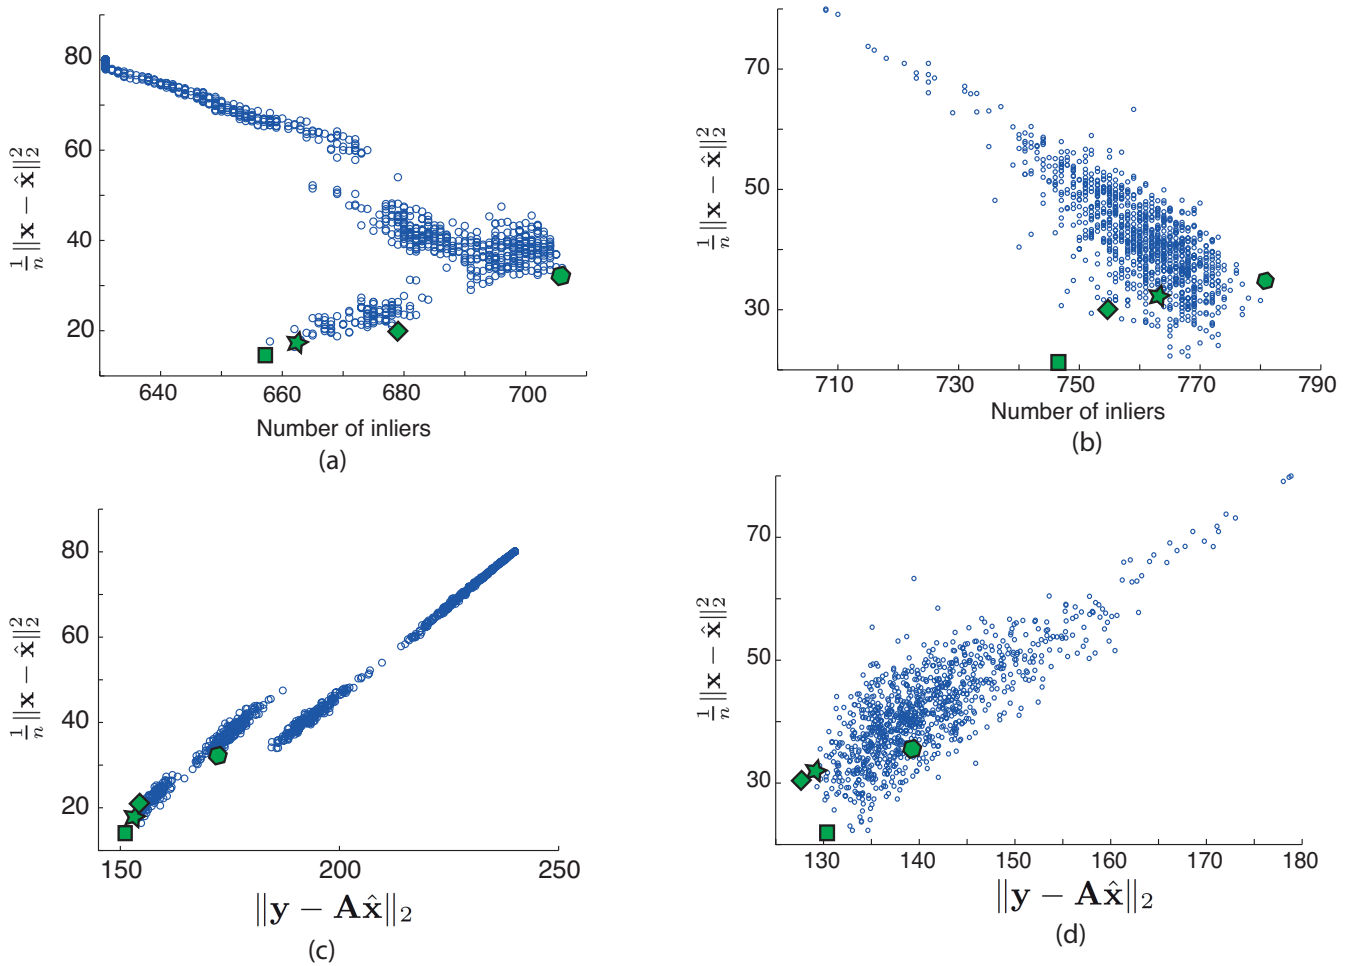 80
60
40
20
1/n‖x − x̂‖₂²
640 660 680 700
Number of inliers
(a)
70
50
30
1/n‖x − x̂‖₂²
710 730 750 770 790
Number of inliers
(b)
80
60
40
20
1/n‖x − x̂‖₂²
150 200 250
‖y − Ax̂‖₂
(c)
70
50
30
1/n‖x − x̂‖₂²
130 140 150 160 170 180
‖y − Ax̂‖₂
(d)